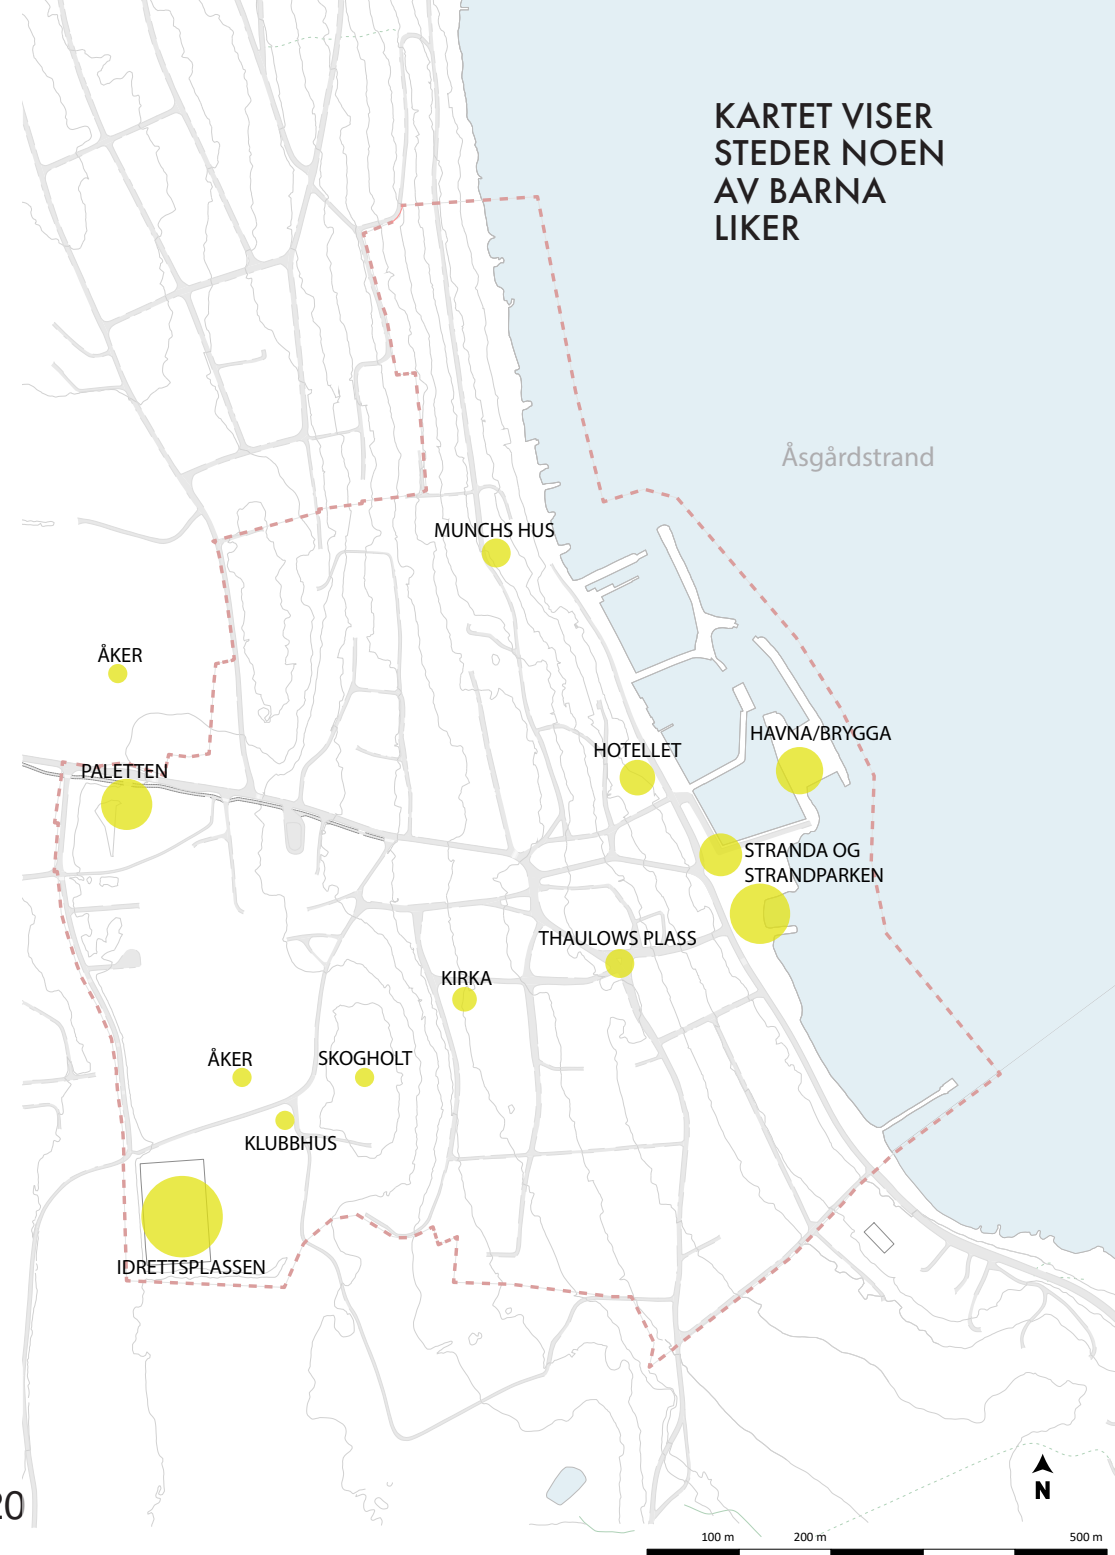 KARTET VISER
STEDER NOEN
AV BARNA
LIKER
Åsgårdstrand
MUNCHS HUS
ÅKER
HAVNA/BRYGGA
HOTELLET
PALETTEN
STRANDA OG
STRANDPARKEN
THAULOWS PLASS
KIRKA
ÅKER
SKOGHOLT
KLUBBHUS
IDRETTSPLASSEN
N
20
100 m 200 m 500 m